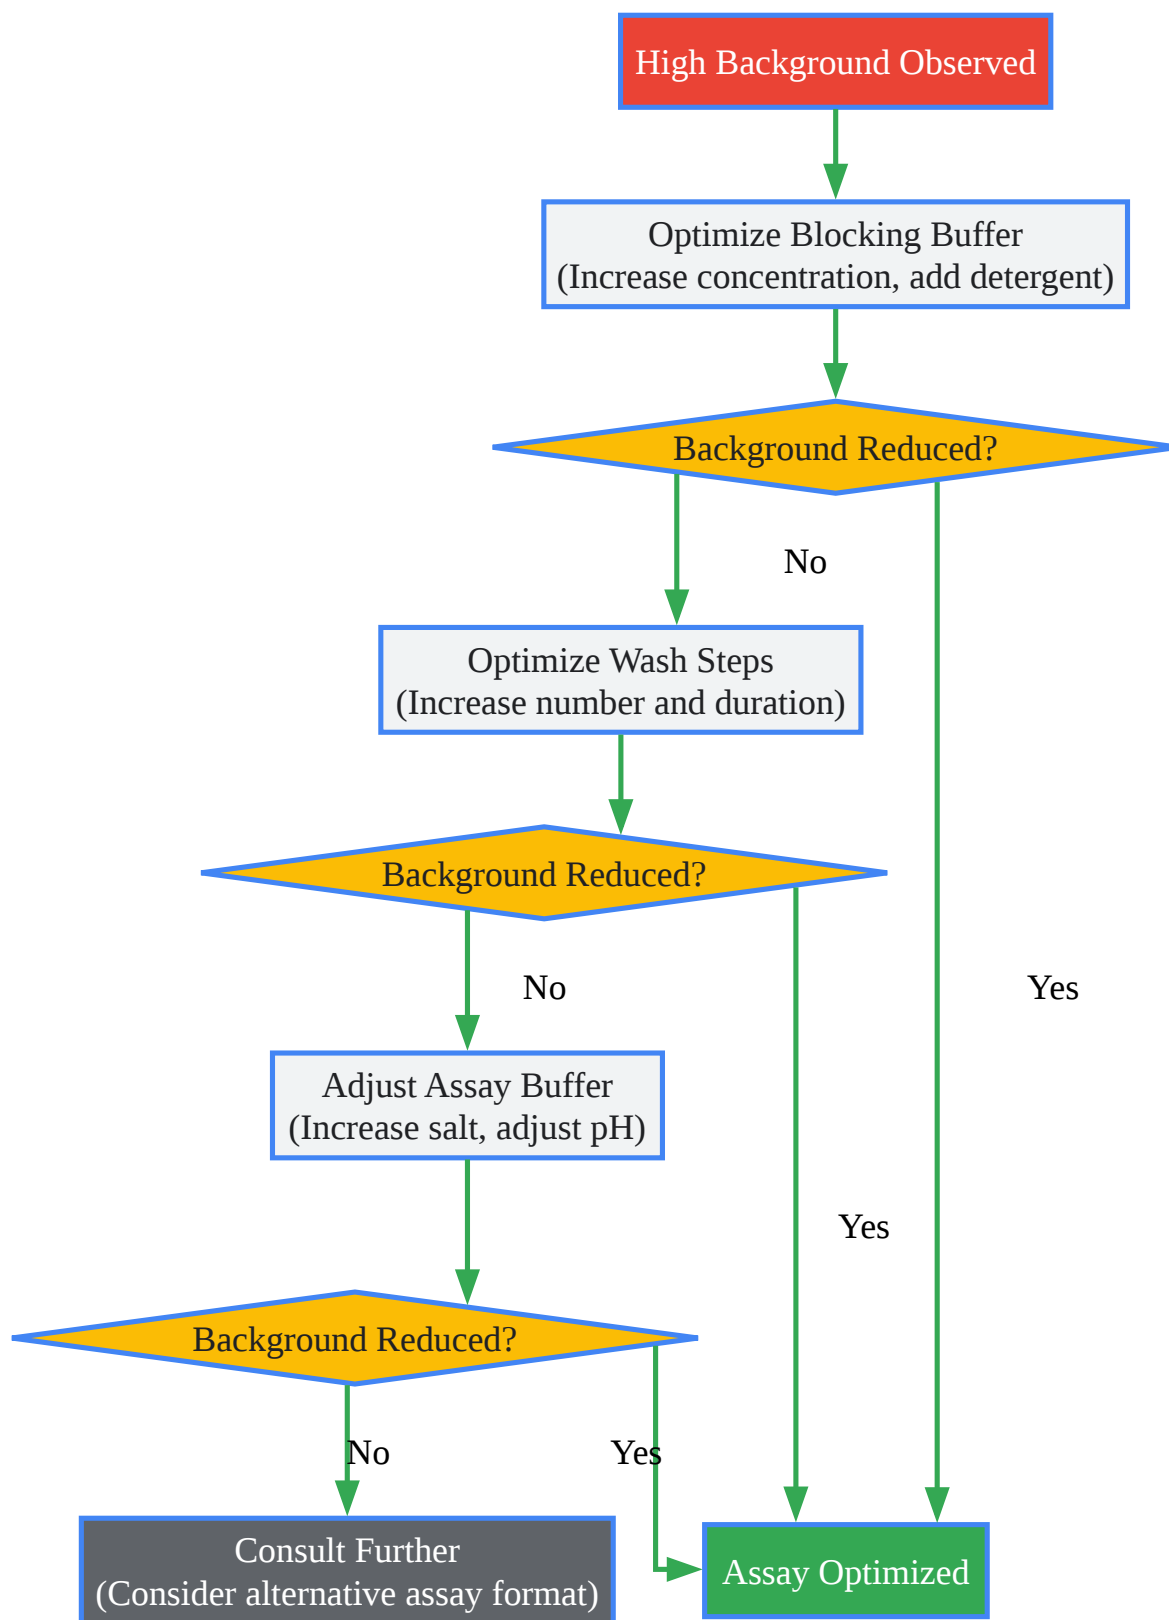 High Background Observed
Optimize Blocking Buffer
(Increase concentration, add detergent)
Background Reduced?
No
Optimize Wash Steps
(Increase number and duration)
Background Reduced?
No
Yes
Adjust Assay Buffer
(Increase salt, adjust pH)
Yes
Background Reduced?
No
Yes
Consult Further
(Consider alternative assay format)
Assay Optimized